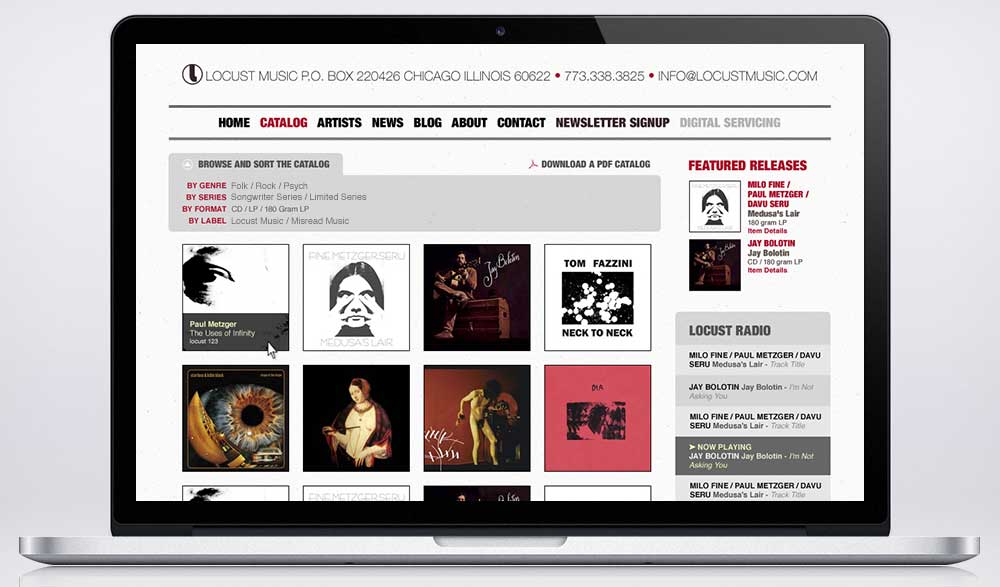 LOCUST MUSIC P.O. BOX 220426 CHICAGO ILLINOIS 60622 • 773.338.3825 • INFO@LOCUSTMUSIC.COM
HOME CATALOG ARTISTS NEWS BLOG ABOUT CONTACT NEWSLETTER SIGNUP DIGITAL SERVICING
BROWSE AND SORT THE CATALOG
DOWNLOAD A PDF CATALOG
BY GENRE Folk / Rock / Psych
BY SERIES Songwriter Series / Limited Series
BY FORMAT CD / LP / 180 Gram LP
BY LABEL Locust Music / Misread Music
Paul Metzger
The Uses of Infinity
locust 123
FINE METZGER SERU
MEDUSA'S LAIR
Jay Bolotin
TOM FAZZINI
NECK TO NECK
DIA
FINE METZGER SERU
FEATURED RELEASES
MILO FINE /
PAUL METZGER /
DAVU SERU
Medusa's Lair
180 gram LP
Item Details
JAY BOLOTIN
Jay Bolotin
CD / 180 gram LP
Item Details
LOCUST RADIO
MILO FINE / PAUL METZGER / DAVU
SERU Medusa's Lair - Track Title
JAY BOLOTIN Jay Bolotin - I'm Not
Asking You
MILO FINE / PAUL METZGER / DAVU
SERU Medusa's Lair - Track Title
➤ NOW PLAYING
JAY BOLOTIN Jay Bolotin - I'm Not
Asking You
MILO FINE / PAUL METZGER / DAVU
SERU Medusa's Lair - Track Title